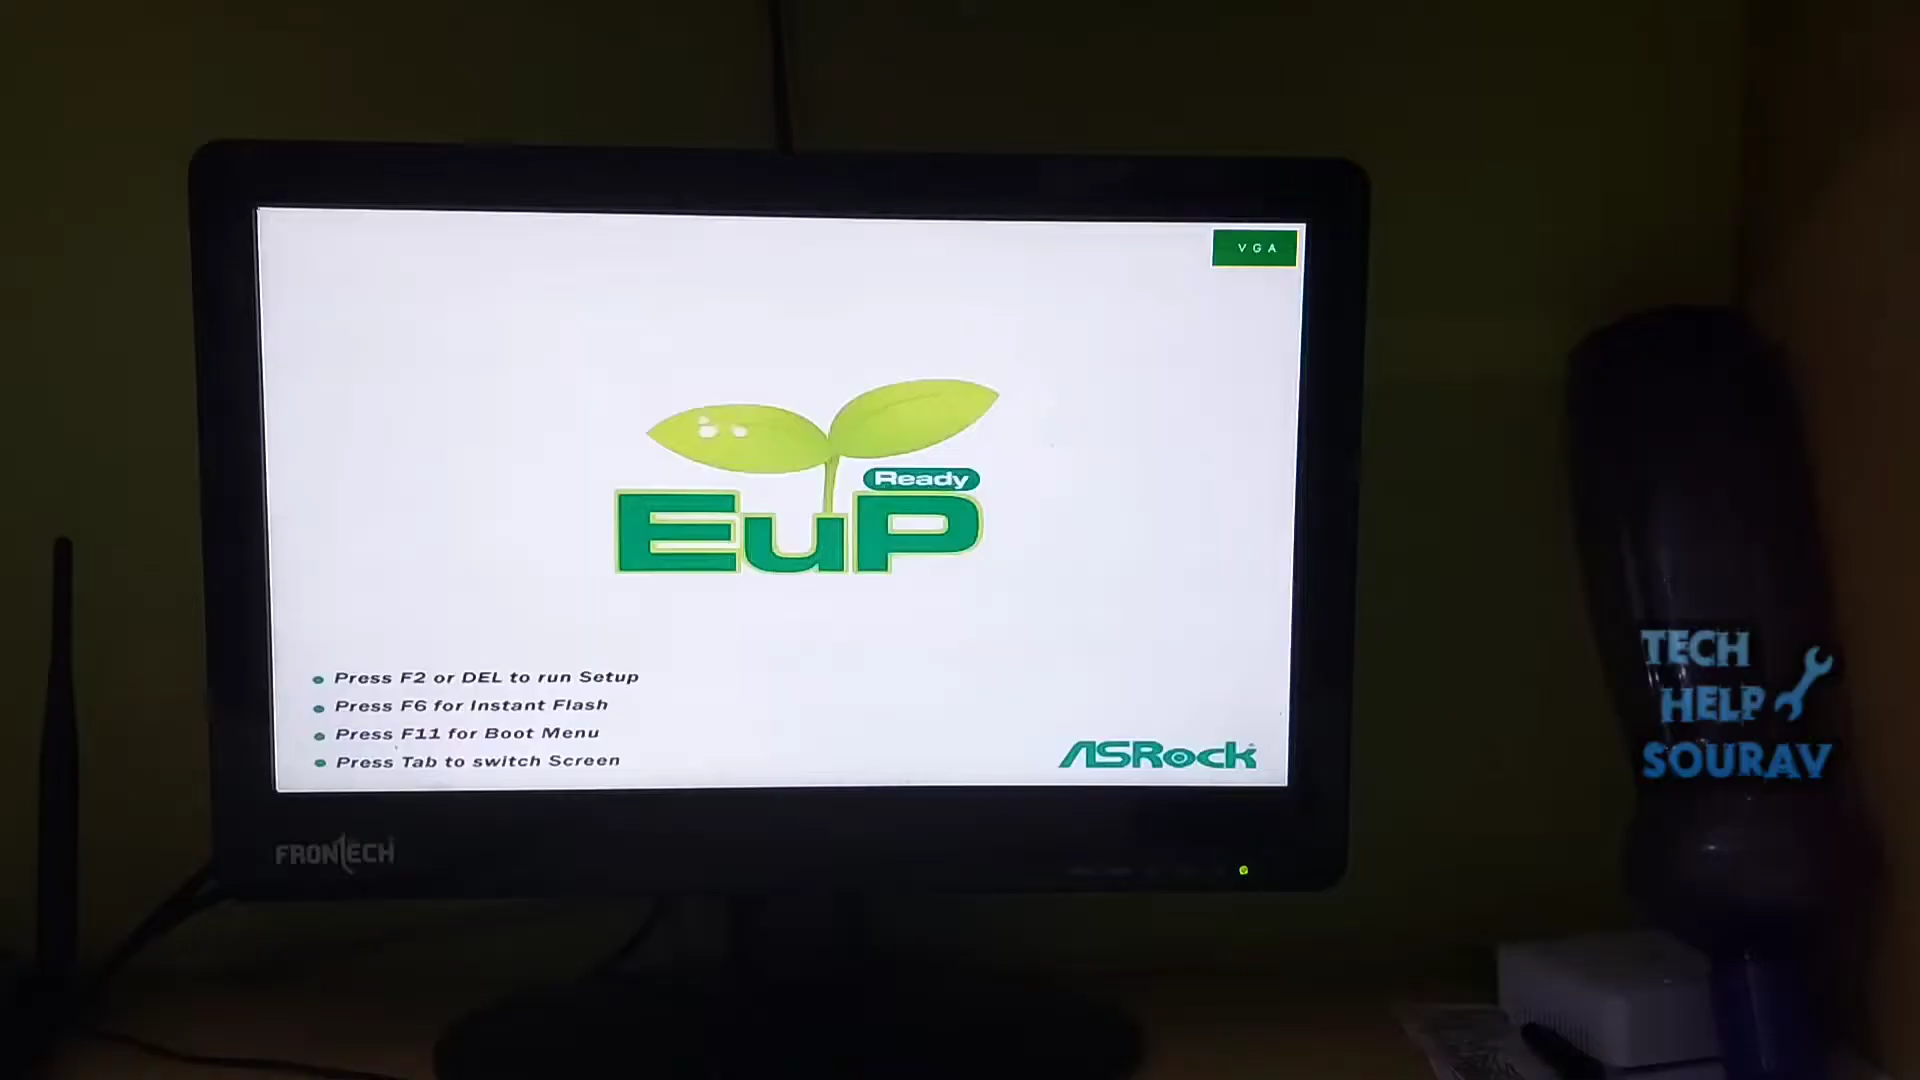 VGA
Ready
EuP
Press F2 or DEL to run Setup
Press F6 for Instant Flash
Press F11 for Boot Menu
Press Tab to switch Screen
ASRock
FRONTECH
TECH
HELP
SOURAV